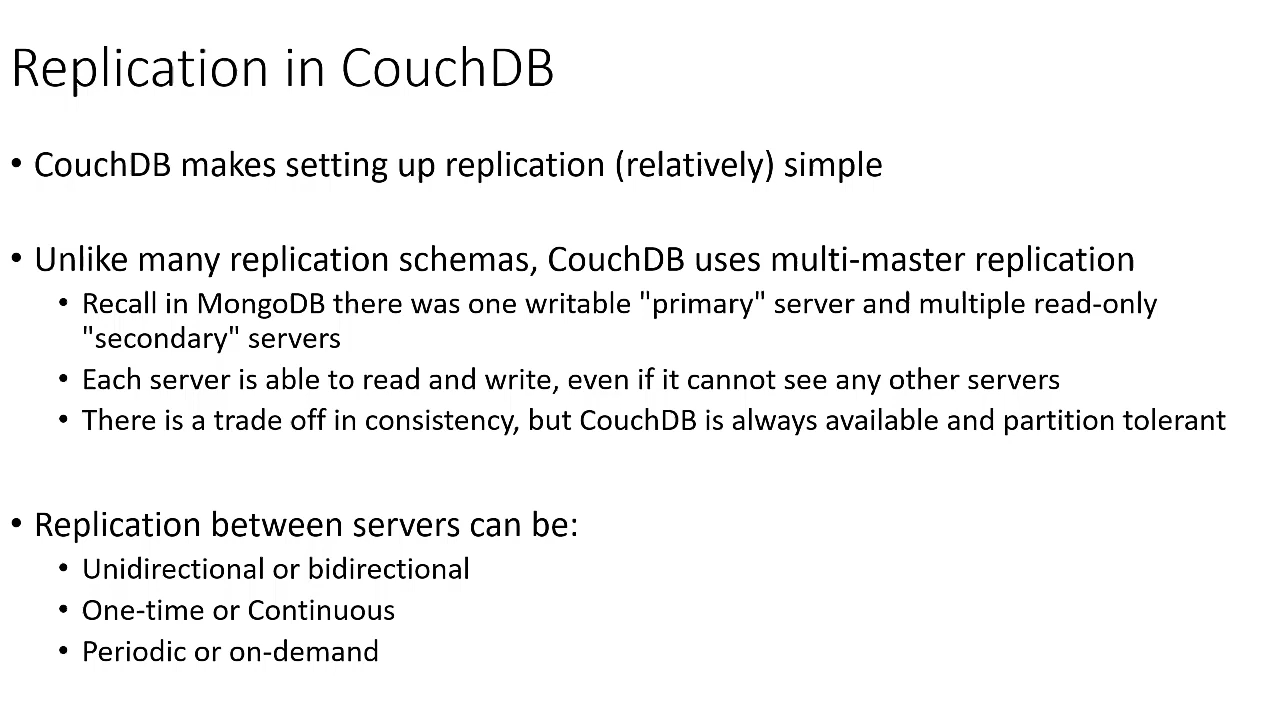 Replication in CouchDB
• CouchDB makes setting up replication (relatively) simple
• Unlike many replication schemas, CouchDB uses multi-master replication
• Recall in MongoDB there was one writable "primary" server and multiple read-only
"secondary" servers
• Each server is able to read and write, even if it cannot see any other servers
• There is a trade off in consistency, but CouchDB is always available and partition tolerant
• Replication between servers can be:
• Unidirectional or bidirectional
• One-time or Continuous
• Periodic or on-demand